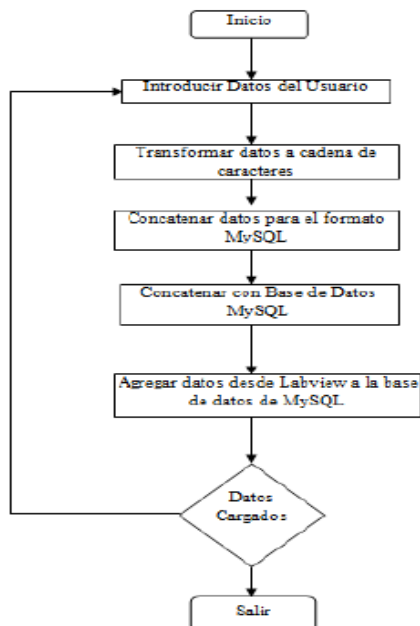 Inicio
Introducir Datos del Usuario
Transformar datos a cadena de
caracteres
Concatenar datos para el formato
MySQL
Concatenar con Base de Datos
MySQL
Agregar datos desde Labview a la base
de datos de MySQL
Datos
Cargados
Salir